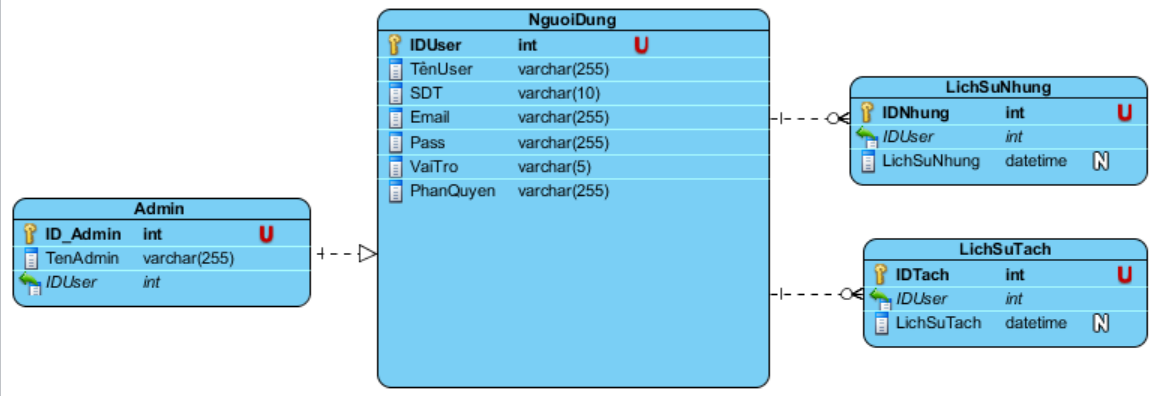 NguoiDung
IDUser int U
TênUser varchar(255)
SDT varchar(10)
Email varchar(255)
Pass varchar(255)
VaiTro varchar(5)
PhanQuyen varchar(255)
LichSuNhung
IDNhung int U
IDUser int
LichSuNhung datetime N
Admin
ID_Admin int U
TenAdmin varchar(255)
IDUser int
LichSuTach
IDTach int U
IDUser int
LichSuTach datetime N